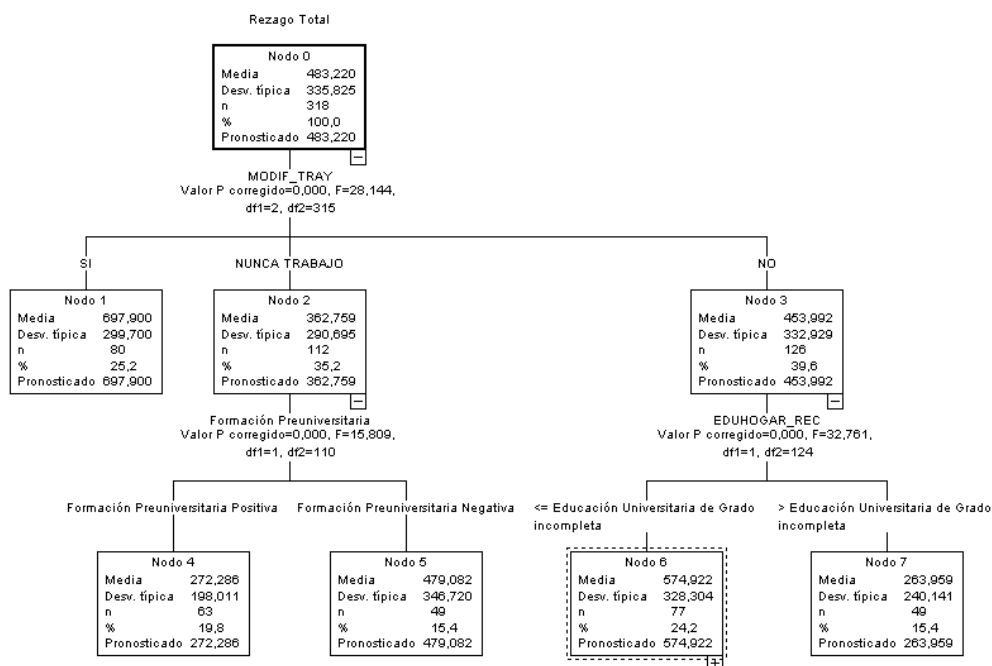 Rezago Total
Nodo 0
Media 483,220
Desv. típica 335,825
n 318
% 100,0
Pronosticado 483,220
MODIF_TRAY
Valor P corregido=0,000, F=28,144,
df1=2, df2=315
SI
NUNCA TRABAJO
NO
Nodo 1
Media 697,900
Desv. típica 299,700
n 80
% 25,2
Pronosticado 697,900
Nodo 2
Media 362,759
Desv. típica 290,695
n 112
% 35,2
Pronosticado 362,759
Nodo 3
Media 453,992
Desv. típica 332,929
n 126
% 39,6
Pronosticado 453,992
Formación Preuniversitaria
Valor P corregido=0,000, F=15,809,
df1=1, df2=110
EDUHOGAR_REC
Valor P corregido=0,000, F=32,761,
df1=1, df2=124
Formación Preuniversitaria Positiva
Formación Preuniversitaria Negativa
<= Educación Universitaria de Grado
incompleta
> Educación Universitaria de Grado
incompleta
Nodo 4
Media 272,286
Desv. típica 198,011
n 63
% 19,8
Pronosticado 272,286
Nodo 5
Media 479,082
Desv. típica 346,720
n 49
% 15,4
Pronosticado 479,082
Nodo 6
Media 574,922
Desv. típica 328,304
n 77
% 24,2
Pronosticado 574,922
Nodo 7
Media 263,959
Desv. típica 240,141
n 49
% 15,4
Pronosticado 263,959